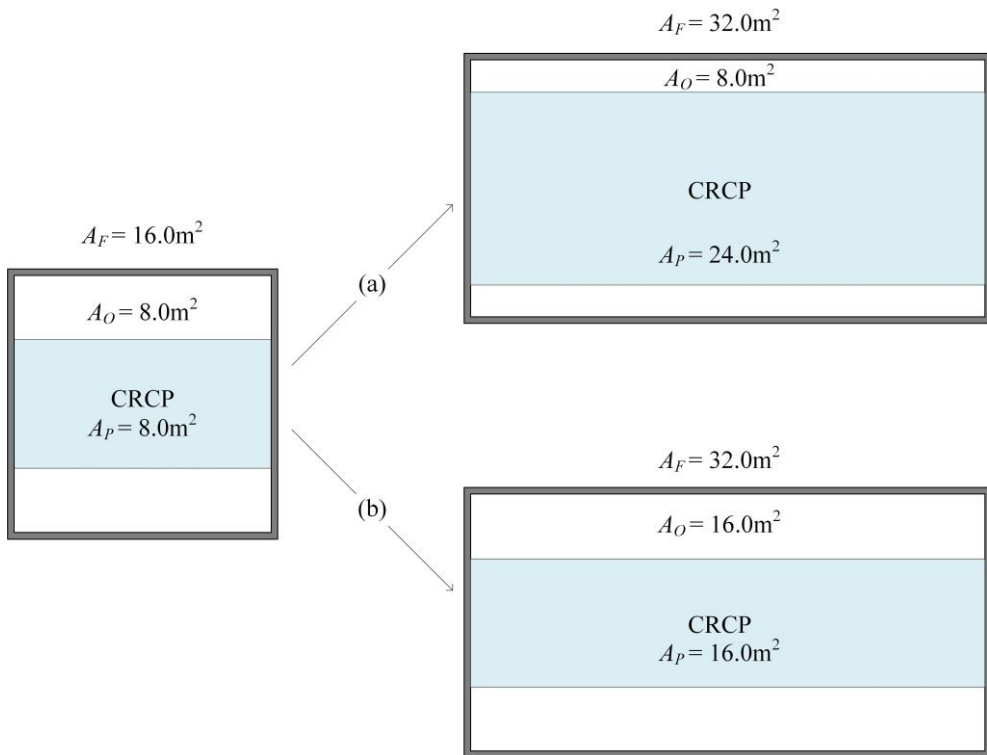 A_F = 32.0m²
A_O = 8.0m²
CRCP
A_P = 24.0m²
A_F = 16.0m²
A_O = 8.0m²
CRCP
A_P = 8.0m²
(a)
(b)
A_F = 32.0m²
A_O = 16.0m²
CRCP
A_P = 16.0m²